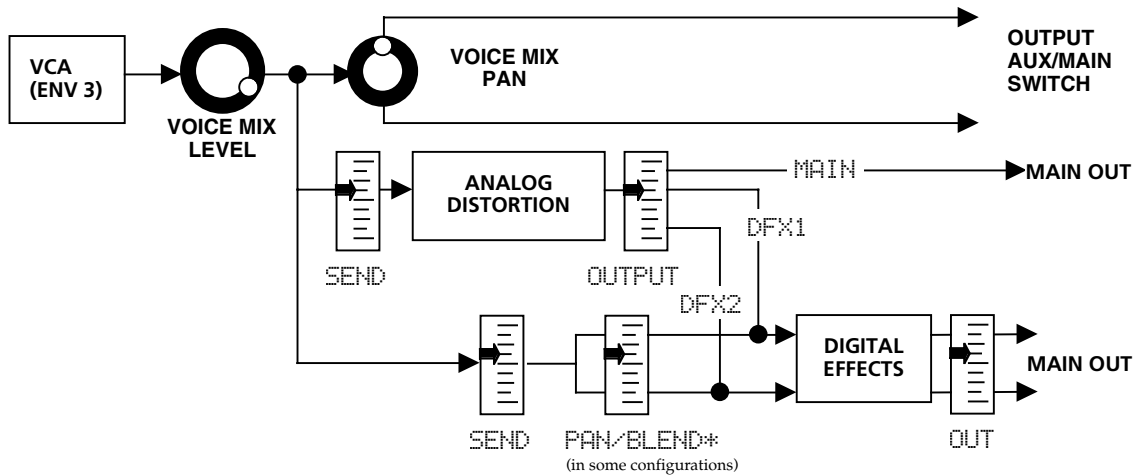 VCA
(ENV 3)
VOICE MIX
LEVEL
VOICE MIX
PAN
OUTPUT
AUX/MAIN
SWITCH
SEND
ANALOG
DISTORTION
OUTPUT
MAIN
MAIN OUT
DFX1
DFX2
SEND
PAN/BLEND*
(in some configurations)
DIGITAL
EFFECTS
OUT
MAIN OUT